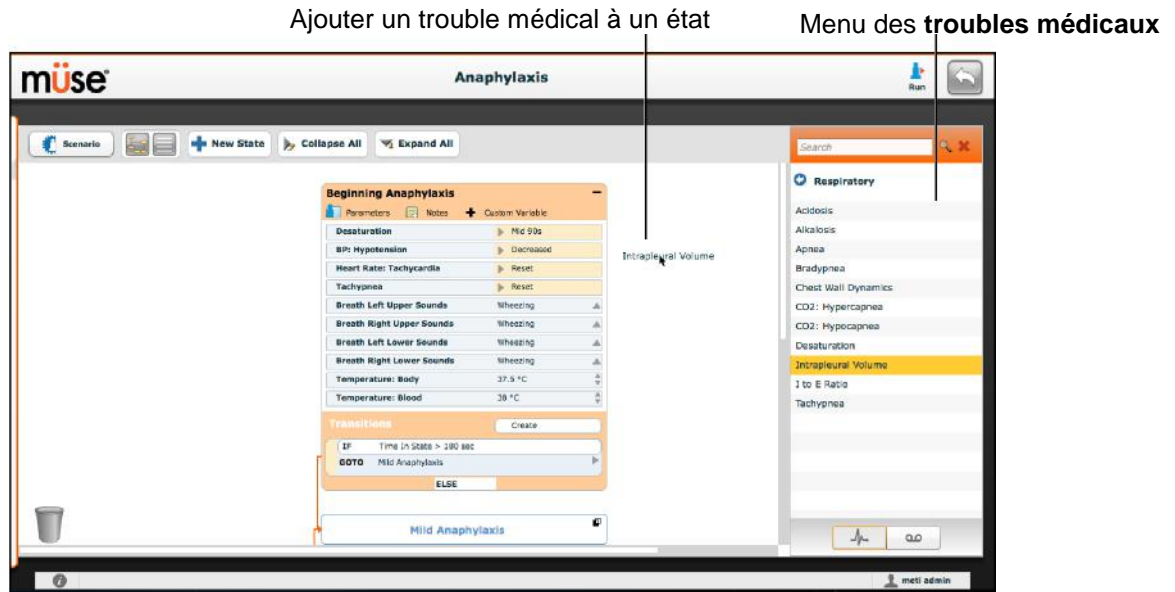 Ajouter un trouble médical à un état
Menu des troubles médicaux
müse
Anaphylaxis
Run
Scenario
New State
Collapse All
Expand All
Search
Respiratory
Acidosis
Alkalosis
Apnea
Bradypnea
Chest Wall Dynamics
CO2: Hypercapnea
CO2: Hypocapnea
Desaturation
Intrapleural Volume
I to E Ratio
Tachypnea
Beginning Anaphylaxis
Parameters Notes Custom Variable
Desaturation Mid 90s
BP: Hypotension Decreased
Heart Rate: Tachycardia Reset
Tachypnea Reset
Breath Left Upper Sounds Wheezing
Breath Right Upper Sounds Wheezing
Breath Left Lower Sounds Wheezing
Breath Right Lower Sounds Wheezing
Temperature: Body 37.5 °C
Temperature: Blood 38 °C
Transitions Create
IF Time In State > 180 sec
GOTO Mild Anaphylaxis
ELSE
Mild Anaphylaxis
Intrapleural Volume
meti admin